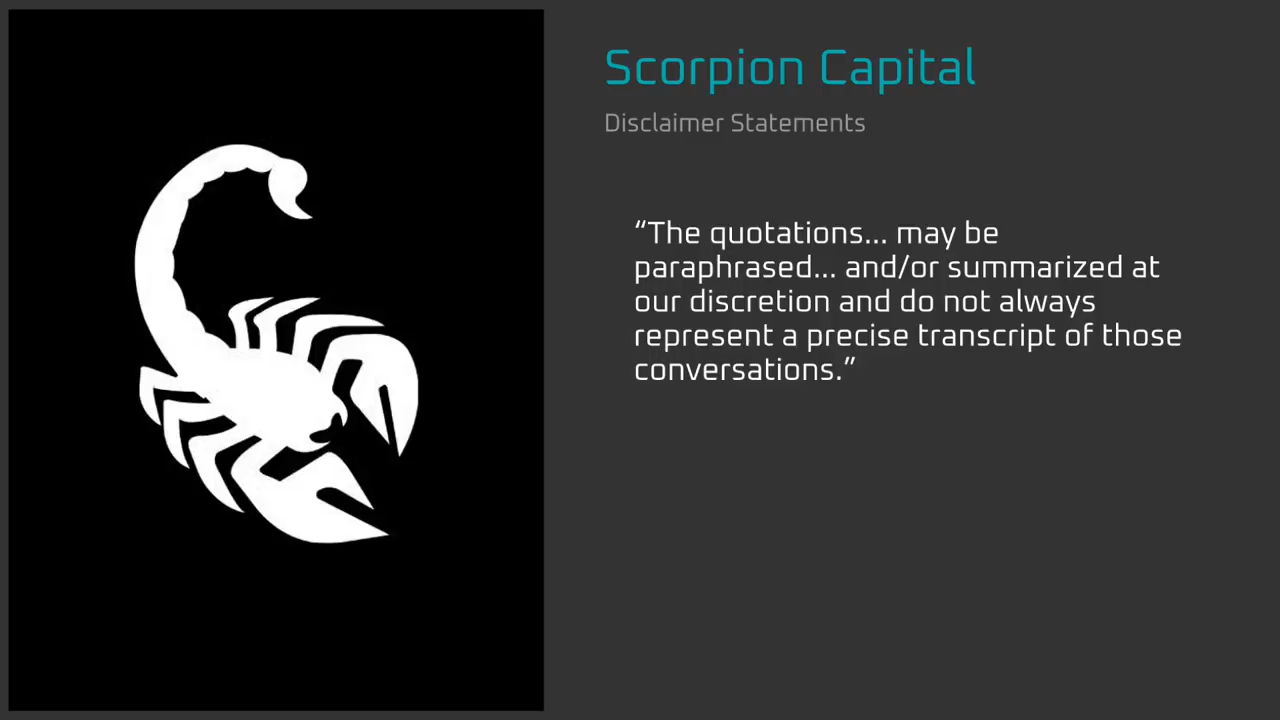 Scorpion Capital
Disclaimer Statements
“The quotations... may be
paraphrased... and/or summarized at
our discretion and do not always
represent a precise transcript of those
conversations.”